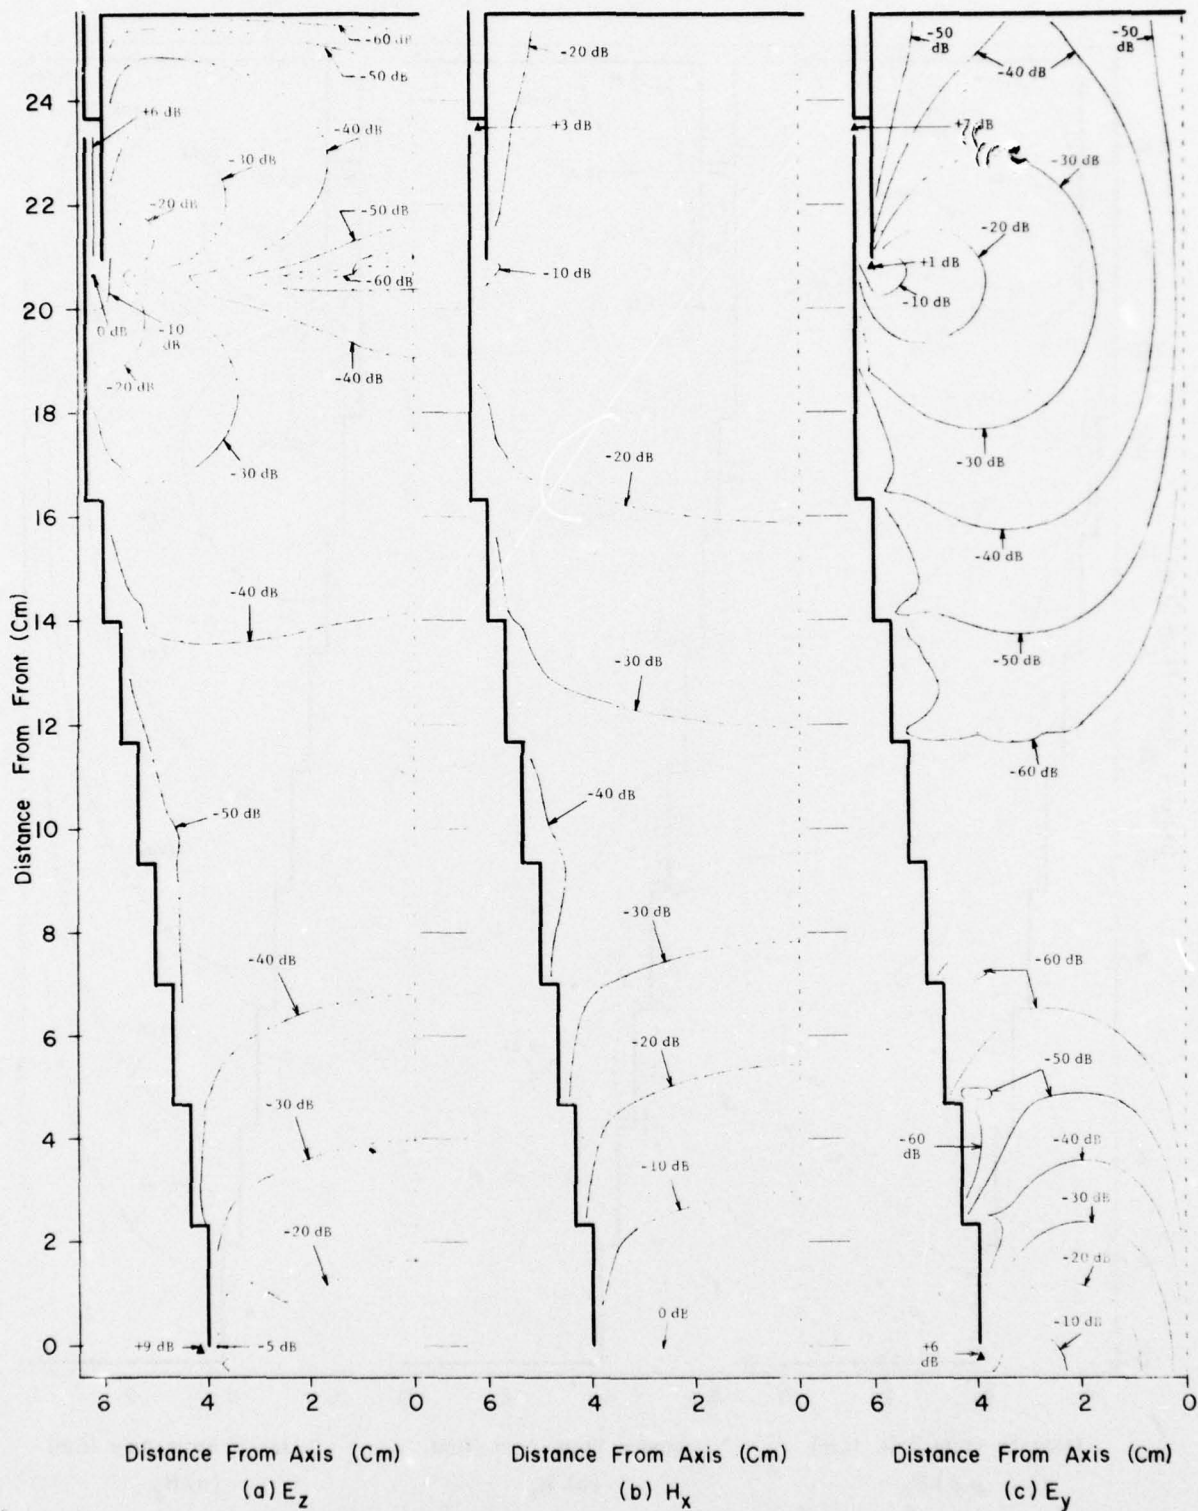 Distance From Front (Cm)
24
22
20
18
16
14
12
10
8
6
4
2
0
-60 dB
-50 dB
+6 dB
-40 dB
-30 dB
-20 dB
-50 dB
-60 dB
0 dB
-10 dB
-20 dB
-40 dB
-30 dB
-40 dB
-50 dB
-40 dB
-30 dB
-20 dB
+9 dB
-5 dB
6 4 2 0
Distance From Axis (Cm)
(a) Ez
-20 dB
+3 dB
-10 dB
-20 dB
-30 dB
-40 dB
-30 dB
-20 dB
-10 dB
0 dB
6 4 2 0
Distance From Axis (Cm)
(b) Hx
-50 dB
-50 dB
-40 dB
+7 dB
-30 dB
-20 dB
+1 dB
-10 dB
-30 dB
-40 dB
-50 dB
-60 dB
-60 dB
-50 dB
-60 dB
-40 dB
-30 dB
-20 dB
-10 dB
+6 dB
6 4 2 0
Distance From Axis (Cm)
(c) Ey